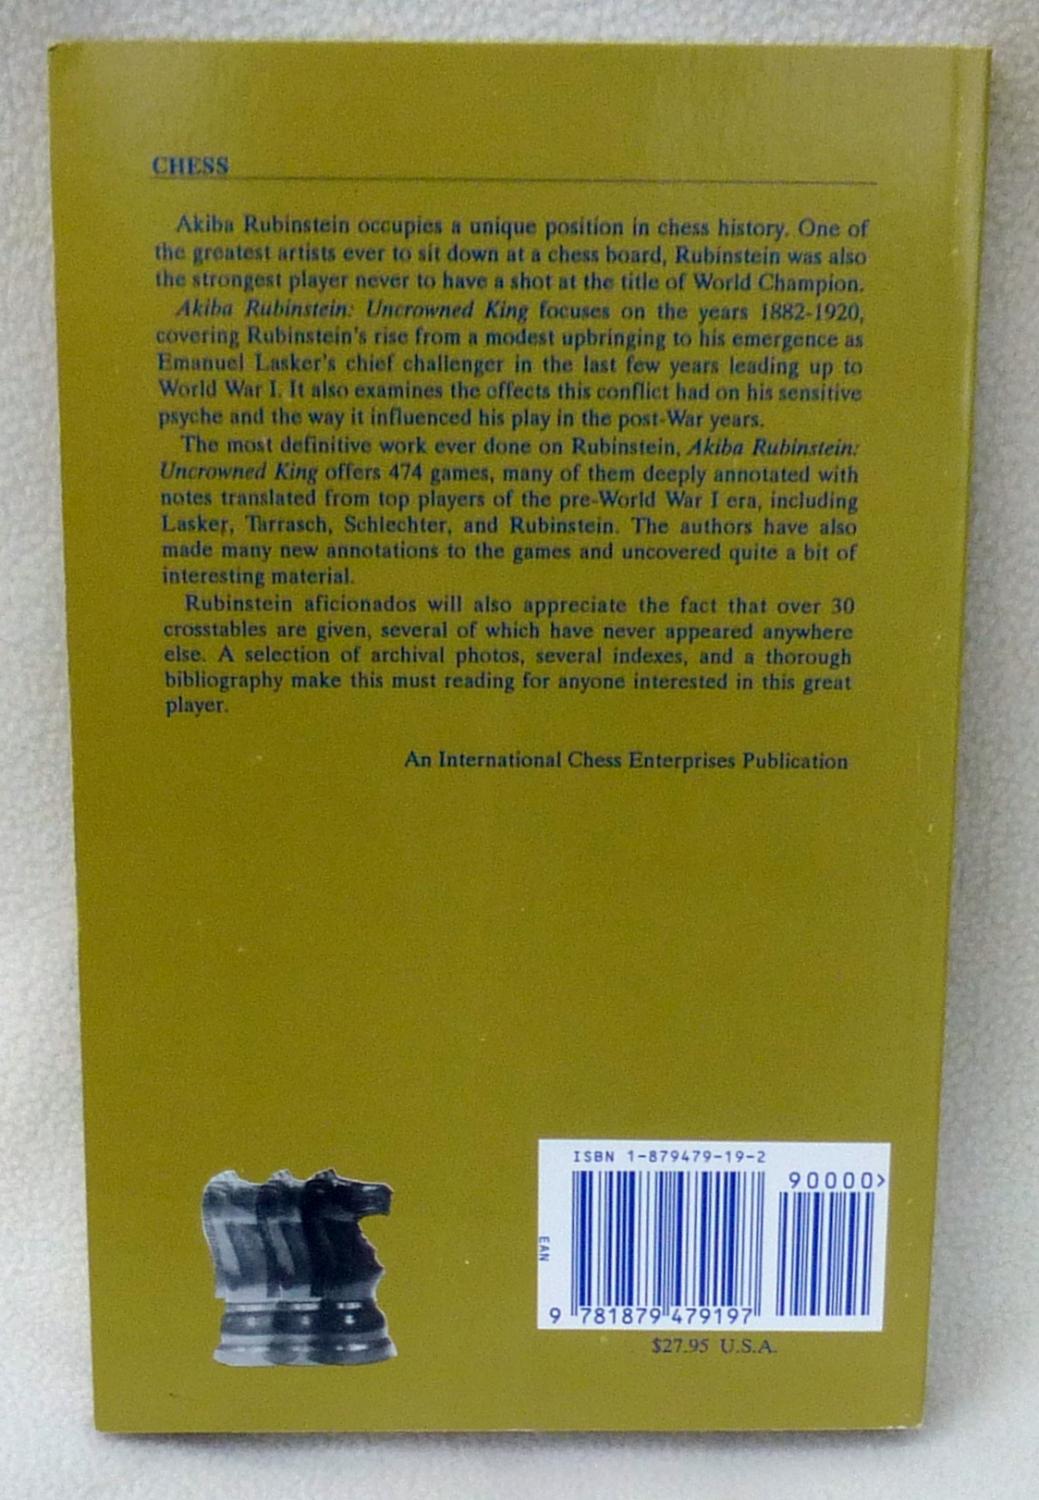 CHESS
Akiba Rubinstein occupies a unique position in chess history. One of
the greatest artists ever to sit down at a chess board, Rubinstein was also
the strongest player never to have a shot at the title of World Champion.
Akiba Rubinstein: Uncrowned King focuses on the years 1882-1920,
covering Rubinstein's rise from a modest upbringing to his emergence as
Emanuel Lasker's chief challenger in the last few years leading up to
World War I. It also examines the effects this conflict had on his sensitive
psyche and the way it influenced his play in the post-War years.
The most definitive work ever done on Rubinstein, Akiba Rubinstein:
Uncrowned King offers 474 games, many of them deeply annotated with
notes translated from top players of the pre-World War I era, including
Lasker, Tarrasch, Schlechter, and Rubinstein. The authors have also
made many new annotations to the games and uncovered quite a bit of
interesting material.
Rubinstein aficionados will also appreciate the fact that over 30
crosstables are given, several of which have never appeared anywhere
else. A selection of archival photos, several indexes, and a thorough
bibliography make this must reading for anyone interested in this great
player.
An International Chess Enterprises Publication
ISBN 1-879479-19-2
90000>
EAN
9 781879 479197
$27.95 U.S.A.